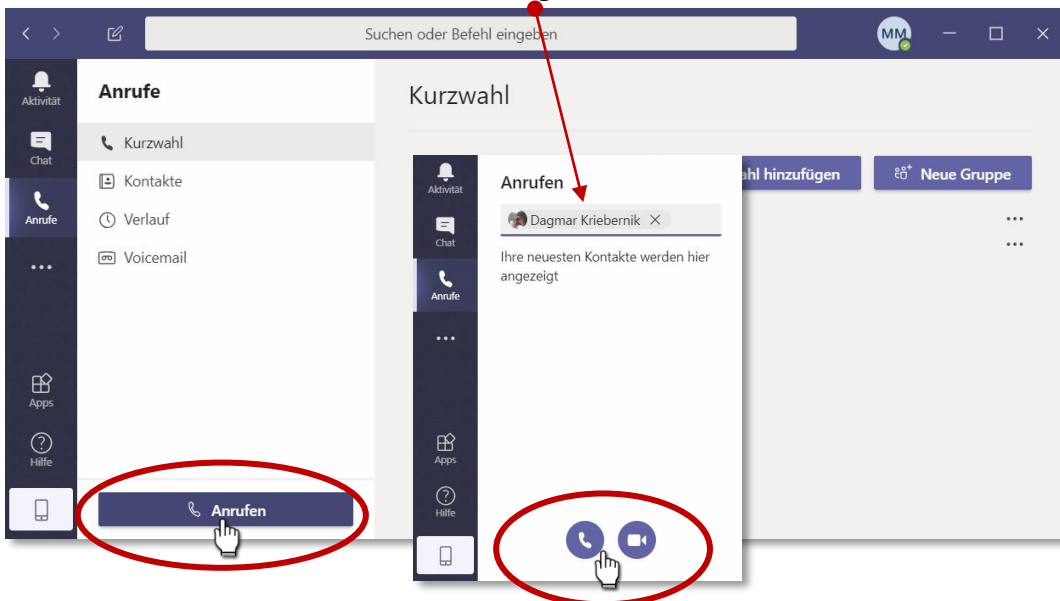 Suchen oder Befehl eingeben
MM
Aktivität
Chat
Anrufe
Apps
Hilfe
Anrufe
Kurzwahl
Kontakte
Verlauf
Voicemail
Anrufen
Kurzwahl
hinzufügen
Neue Gruppe
Aktivität
Chat
Anrufe
Apps
Hilfe
Anrufen
Dagmar Kriebernik
Ihre neuesten Kontakte werden hier
angezeigt